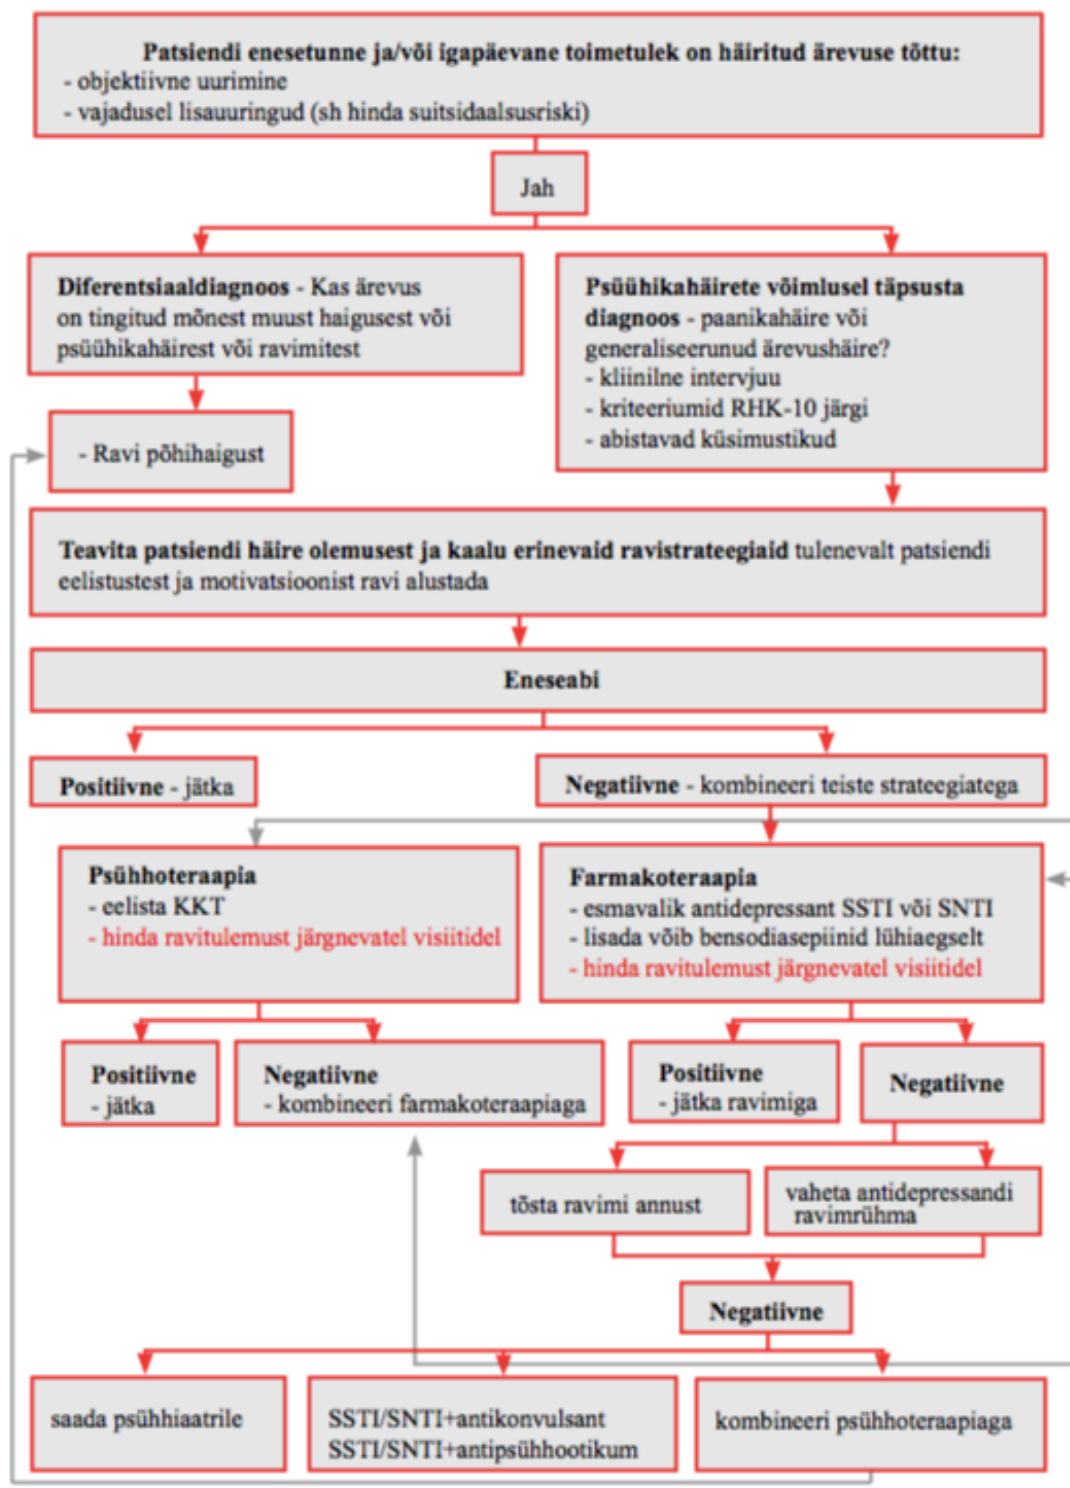 Patsiendi enesetunne ja/või igapäevane toimetulek on häiritud ärevuse tõttu:
- objektiivne uurimine
- vajadusel lisauuringud (sh hinda suitsidaalsusriski)
Jah
Diferentsiaaldiagnoos - Kas ärevus
on tingitud mõnest muust haigusest või
psüühikahäirest või ravimitest
Psüühikahäirete võimlusel täpsusta
diagnoos - paanikahäire või
generaliseerunud ärevushäire?
- kliinilne intervjuu
- kriteeriumid RHK-10 järgi
- abistavad küsimustikud
- Ravi põhihaigust
Teavita patsiendi häire olemusest ja kaalu erinevaid ravistrateegiaid tulenevalt patsiendi
eelistustest ja motivatsioonist ravi alustada
Eneseabi
Positiivne - jätka
Negatiivne - kombineeri teiste strateegiatega
Psühhoteraapia
- eelista KKT
- hinda ravitulemust järgnevatel visiitidel
Farmakoteraapia
- esmavalik antidepressant SSTI või SNTI
- lisada võib bensodiasepiinid lühiaegselt
- hinda ravitulemust järgnevatel visiitidel
Positiivne
- jätka
Negatiivne
- kombineeri farmakoteraapiaga
Positiivne
- jätka ravimiga
Negatiivne
tõsta ravimi annust
vaheta antidepressandi
ravimrühma
Negatiivne
saada psühhiaatrile
SSTI/SNTI+antikonvulsant
SSTI/SNTI+antipsühhootikum
kombineeri psühhoteraapiaga